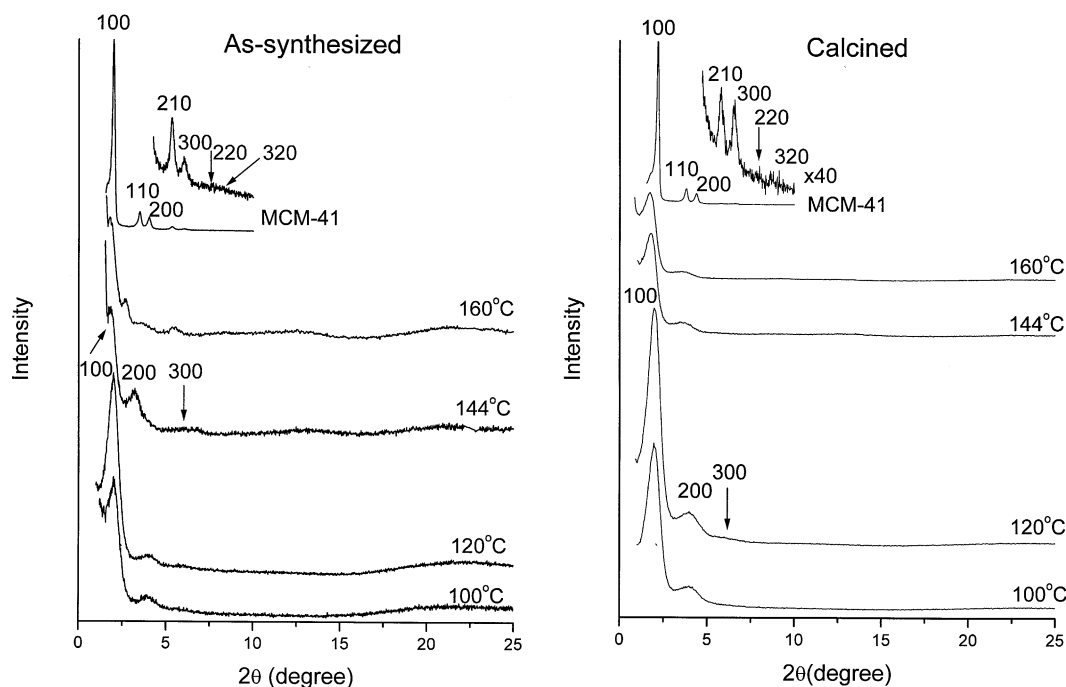 As-synthesized
100
210
300
220
320
110
200
MCM-41
160°C
100
200
300
144°C
120°C
100°C
Intensity
0
5
10
15
20
25
2θ (degree)
Calcined
100
210
300
220
320
x40
110
200
MCM-41
160°C
100
144°C
200
300
120°C
100°C
Intensity
0
5
10
15
20
25
2θ(degree)